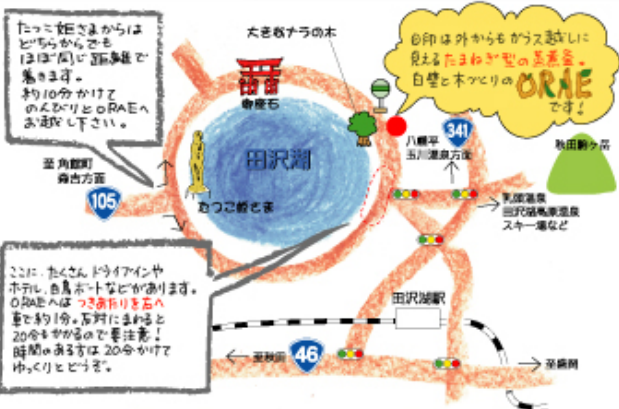 たつこ姫さまからは
どちらからでも
ほぼ同じ距離で
着きます。
約10分かけて
のんびりとORAEへ
お越し下さい。
大きなナラの木
目印は外からもガラス越しに
見えるたまねぎ型の蒸煮釜。
白壁と木づくりのORAE
です!
御座石
田沢湖
たつこ姫さま
至 角館町
森吉方面
105
八幡平
玉川温泉方面
341
秋田駒ヶ岳
乳頭温泉
田沢湖高原温泉
スキー場など
ここに、たくさんドライブインや
ホテル、白鳥ボートなどがあります。
ORAEへはつきあたりを右へ
車で約1分。反対にまわると
20分もかかるので要注意!
時間のある方は20分かけて
ゆっくりとどうぞ。
田沢湖駅
至秋田
46
至盛岡